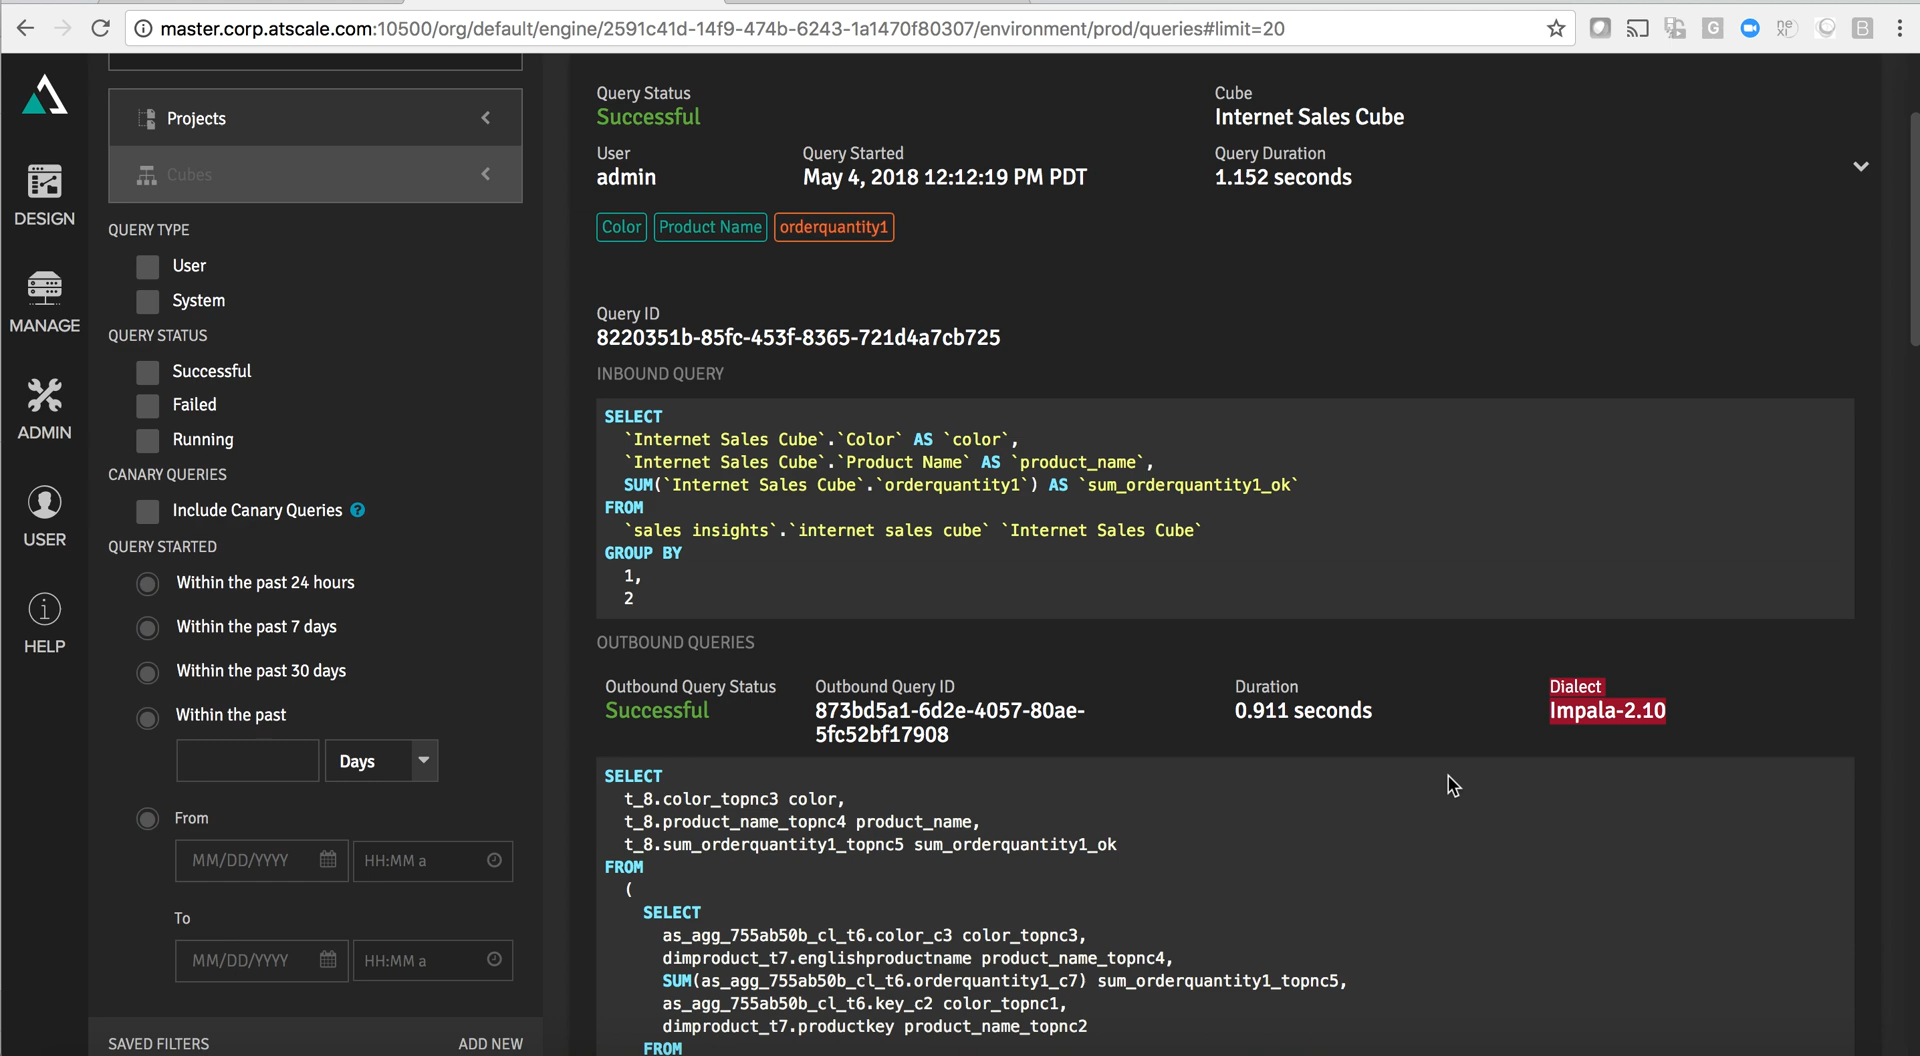 master.corp.atscale.com:10500/org/default/engine/2591c41d-14f9-474b-6243-1a1470f80307/environment/prod/queries#limit=20
G
ne
xi
B
DESIGN
MANAGE
ADMIN
USER
HELP
Projects
Cubes
QUERY TYPE
User
System
QUERY STATUS
Successful
Failed
Running
CANARY QUERIES
Include Canary Queries ?
QUERY STARTED
Within the past 24 hours
Within the past 7 days
Within the past 30 days
Within the past
Days
From
MM/DD/YYYY HH:MM a
To
MM/DD/YYYY HH:MM a
SAVED FILTERS ADD NEW
Query Status
Successful
Cube
Internet Sales Cube
User
admin
Query Started
May 4, 2018 12:12:19 PM PDT
Query Duration
1.152 seconds
Color Product Name orderquantity1
Query ID
8220351b-85fc-453f-8365-721d4a7cb725
INBOUND QUERY
SELECT
`Internet Sales Cube`.`Color` AS `color`,
`Internet Sales Cube`.`Product Name` AS `product_name`,
SUM(`Internet Sales Cube`.`orderquantity1`) AS `sum_orderquantity1_ok`
FROM
`sales insights`.`internet sales cube` `Internet Sales Cube`
GROUP BY
1,
2
OUTBOUND QUERIES
Outbound Query Status
Successful
Outbound Query ID
873bd5a1-6d2e-4057-80ae-
5fc52bf17908
Duration
0.911 seconds
Dialect
Impala-2.10
SELECT
t_8.color_topnc3 color,
t_8.product_name_topnc4 product_name,
t_8.sum_orderquantity1_topnc5 sum_orderquantity1_ok
FROM
(
SELECT
as_agg_755ab50b_cl_t6.color_c3 color_topnc3,
dimproduct_t7.englishproductname product_name_topnc4,
SUM(as_agg_755ab50b_cl_t6.orderquantity1_c7) sum_orderquantity1_topnc5,
as_agg_755ab50b_cl_t6.key_c2 color_topnc1,
dimproduct_t7.productkey product_name_topnc2
FROM